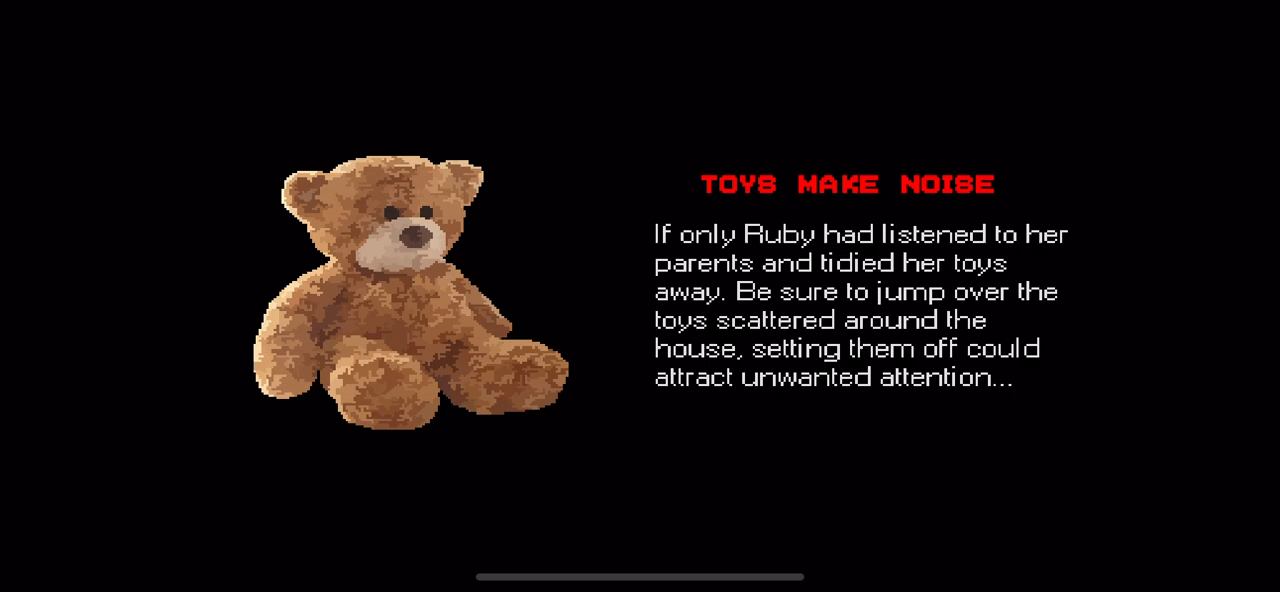 TOYS MAKE NOISE
If only Ruby had listened to her
parents and tidied her toys
away. Be sure to jump over the
toys scattered around the
house, setting them off could
attract unwanted attention...